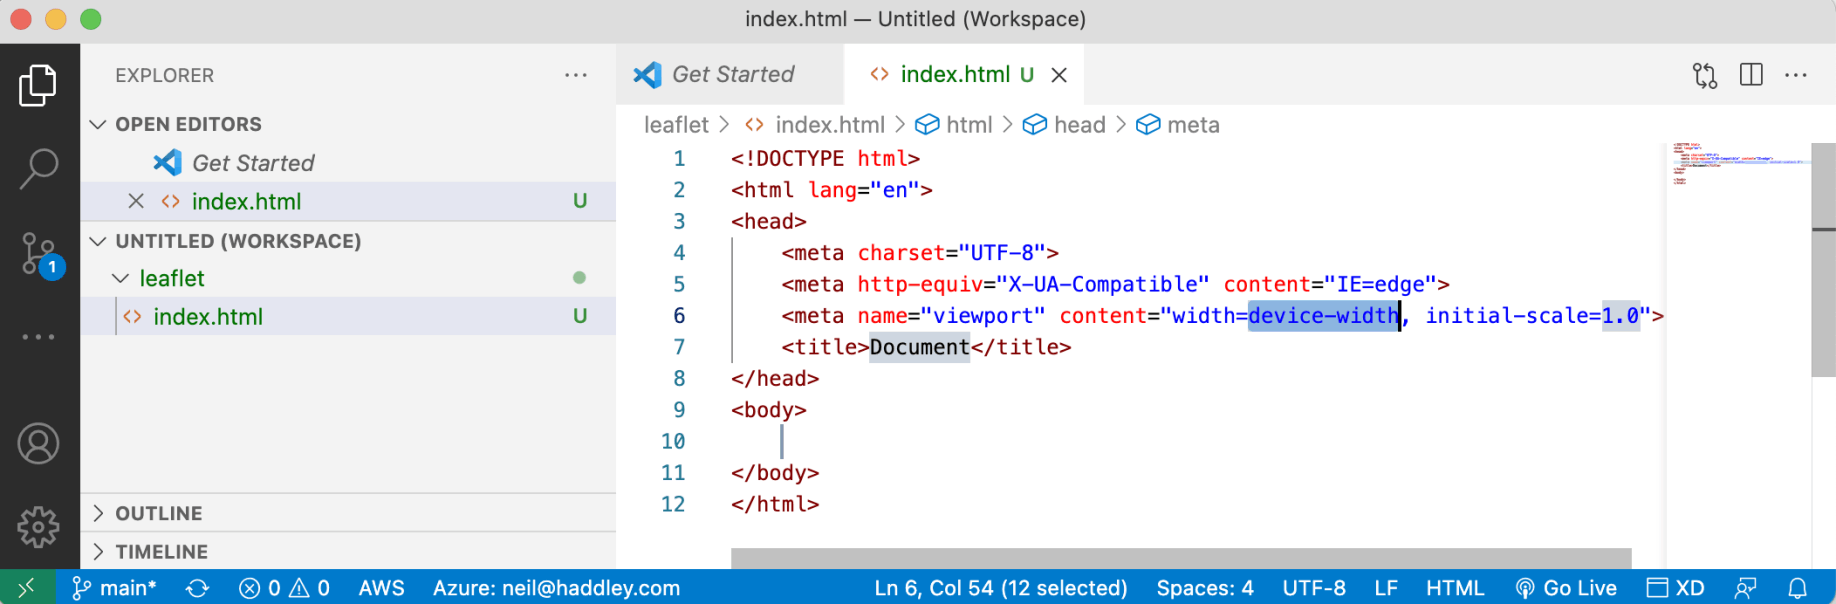 index.html — Untitled (Workspace)
EXPLORER
OPEN EDITORS
Get Started
index.html U
UNTITLED (WORKSPACE)
leaflet
index.html U
OUTLINE
TIMELINE
1
Get Started
index.html U
leaflet > index.html > html > head > meta
1 <!DOCTYPE html>
2 <html lang="en">
3 <head>
4 <meta charset="UTF-8">
5 <meta http-equiv="X-UA-Compatible" content="IE=edge">
6 <meta name="viewport" content="width=device-width, initial-scale=1.0">
7 <title>Document</title>
8 </head>
9 <body>
10
11 </body>
12 </html>
main* 0 0 AWS Azure: neil@haddley.com Ln 6, Col 54 (12 selected) Spaces: 4 UTF-8 LF HTML Go Live XD